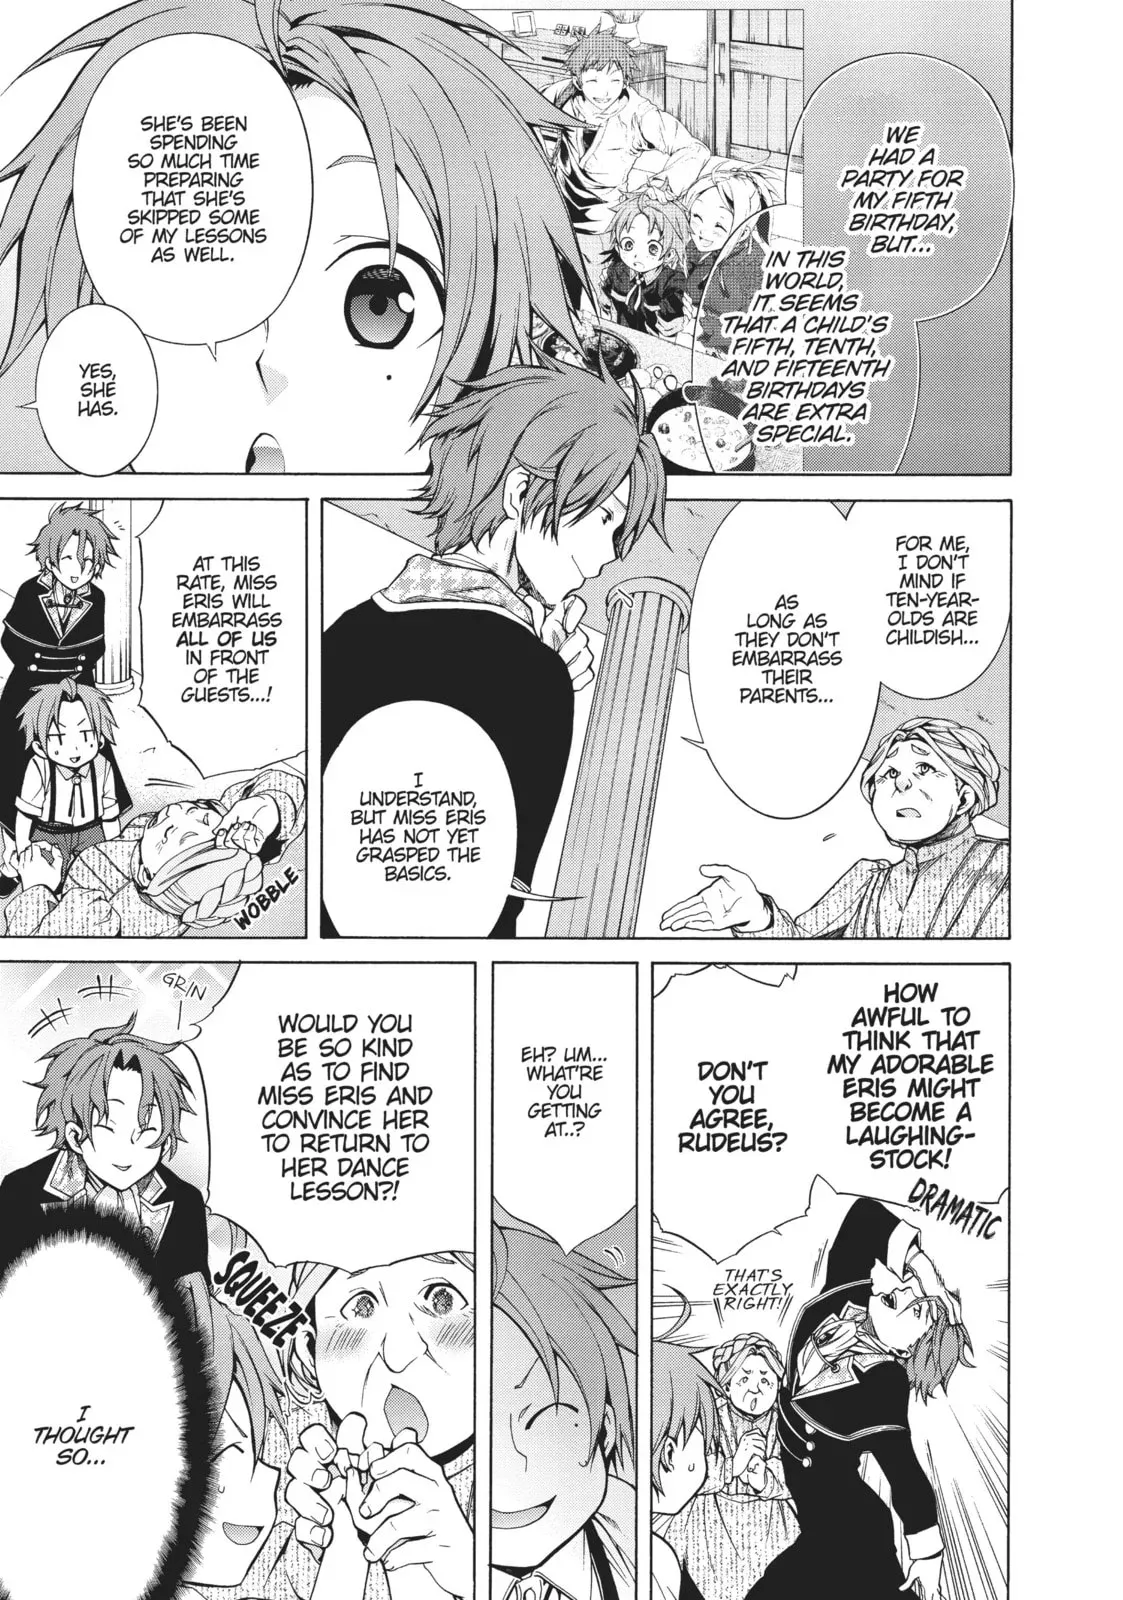 WE
HAD A
PARTY FOR
MY FIFTH
BIRTHDAY,
BUT...
IN THIS
WORLD,
IT SEEMS
THAT A CHILD'S
FIFTH, TENTH,
AND FIFTEENTH
BIRTHDAYS
ARE EXTRA
SPECIAL.
SHE'S BEEN
SPENDING
SO MUCH TIME
PREPARING
THAT SHE'S
SKIPPED SOME
OF MY LESSONS
AS WELL.
YES,
SHE
HAS.
FOR ME,
I DON'T
MIND IF
TEN-YEAR-
OLDS ARE
CHILDISH...
AS
LONG AS
THEY DON'T
EMBARRASS
THEIR
PARENTS...
I
UNDERSTAND,
BUT MISS ERIS
HAS NOT YET
GRASPED THE
BASICS.
AT THIS
RATE, MISS
ERIS WILL
EMBARRASS
ALL OF US
IN FRONT
OF THE
GUESTS...!
WOBBLE
HOW
AWFUL TO
THINK THAT
MY ADORABLE
ERIS MIGHT
BECOME A
LAUGHING-
STOCK!
DON'T
YOU
AGREE,
RUDEUS?
DRAMATIC
THAT'S
EXACTLY
RIGHT!
EH? UM...
WHAT'RE
YOU
GETTING
AT..?
WOULD YOU
BE SO KIND
AS TO FIND
MISS ERIS AND
CONVINCE HER
TO RETURN TO
HER DANCE
LESSON?!
GRIN
SQUEEZE
I
THOUGHT
SO...